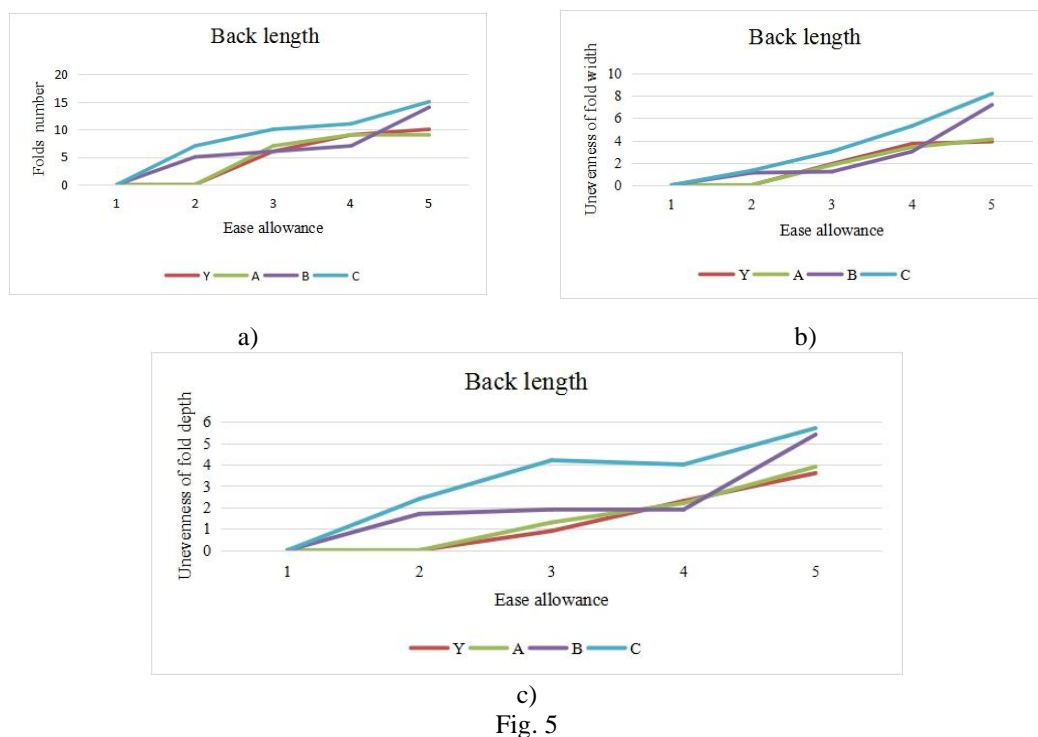 Back length
Folds number
20
15
10
5
0
1 2 3 4 5
Ease allowance
Y A B C
a)
Back length
Unevenness of fold width
10
8
6
4
2
0
1 2 3 4 5
Ease allowance
Y A B C
b)
Back length
Unevenness of fold depth
6
5
4
3
2
1
0
1 2 3 4 5
Ease allowance
Y A B C
c)
Fig. 5